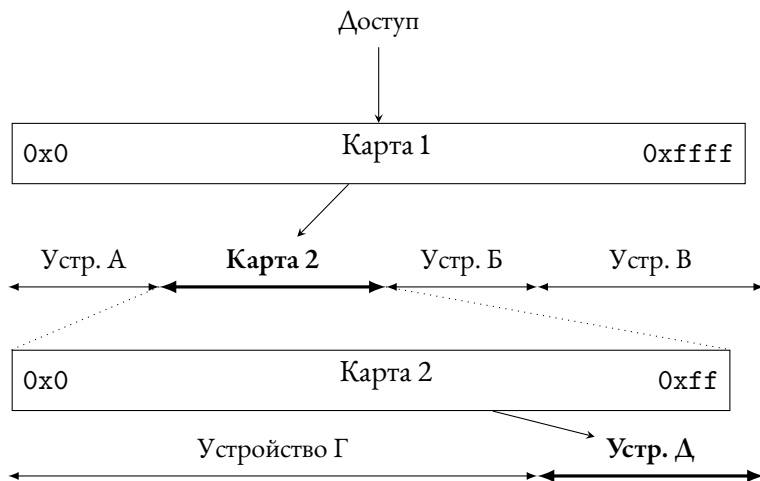 Доступ
0x0 Карта 1 0xffff
Устр. А Карта 2 Устр. Б Устр. В
0x0 Карта 2 0xff
Устройство Г Устр. Д